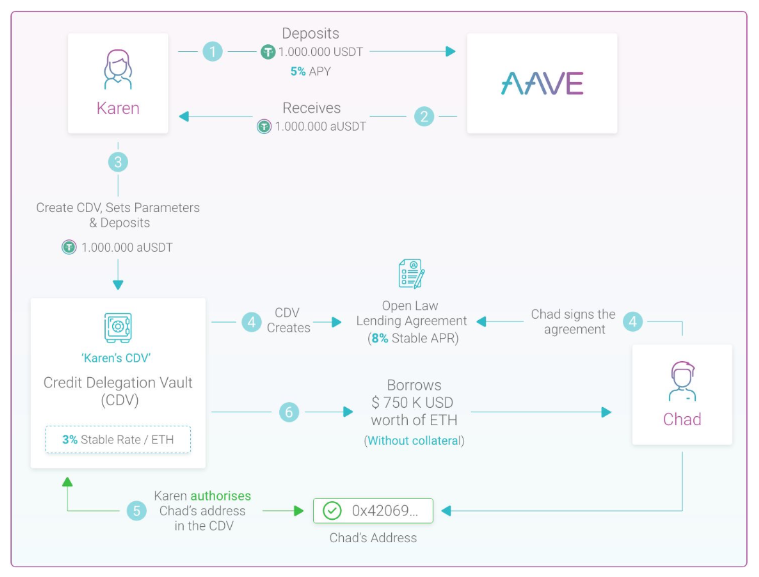 Deposits
1
1.000.000 USDT
5% APY
Karen
AAVE
Receives
2
1.000.000 aUSDT
3
Create CDV, Sets Parameters
& Deposits
1.000.000 aUSDT
4
CDV
Creates
Open Law
Lending Agreement
(8% Stable APR)
Chad signs the
agreement
4
'Karen's CDV'
Credit Delegation Vault
(CDV)
3% Stable Rate / ETH
6
Borrows
$ 750 K USD
worth of ETH
(Without collateral)
Chad
5
Karen authorises
Chad's address
in the CDV
0x42069...
Chad's Address